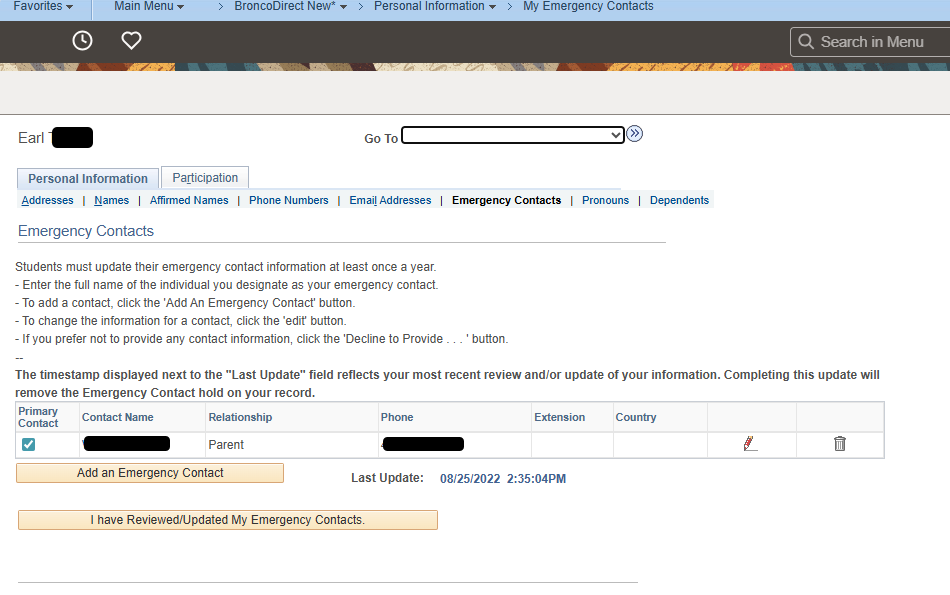 Favorites Main Menu > BroncoDirect New* > Personal Information > My Emergency Contacts
Search in Menu
Earl
Go To
Personal Information Participation
Addresses | Names | Affirmed Names | Phone Numbers | Email Addresses | Emergency Contacts | Pronouns | Dependents
Emergency Contacts
Students must update their emergency contact information at least once a year.
- Enter the full name of the individual you designate as your emergency contact.
- To add a contact, click the 'Add An Emergency Contact' button.
- To change the information for a contact, click the 'edit' button.
- If you prefer not to provide any contact information, click the 'Decline to Provide . . . ' button.
--
The timestamp displayed next to the "Last Update" field reflects your most recent review and/or update of your information. Completing this update will
remove the Emergency Contact hold on your record.
Primary
Contact Contact Name Relationship Phone Extension Country
Parent
Add an Emergency Contact
Last Update: 08/25/2022 2:35:04PM
I have Reviewed/Updated My Emergency Contacts.